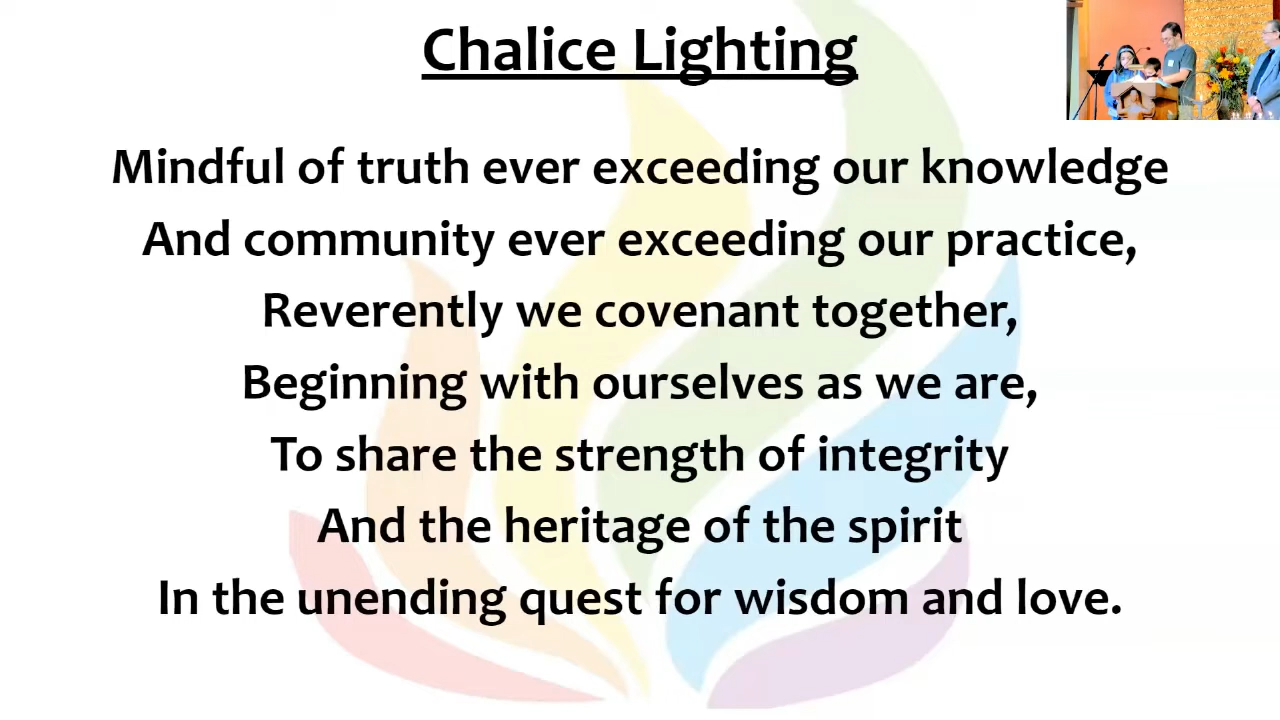 Chalice Lighting
Mindful of truth ever exceeding our knowledge
And community ever exceeding our practice,
Reverently we covenant together,
Beginning with ourselves as we are,
To share the strength of integrity
And the heritage of the spirit
In the unending quest for wisdom and love.